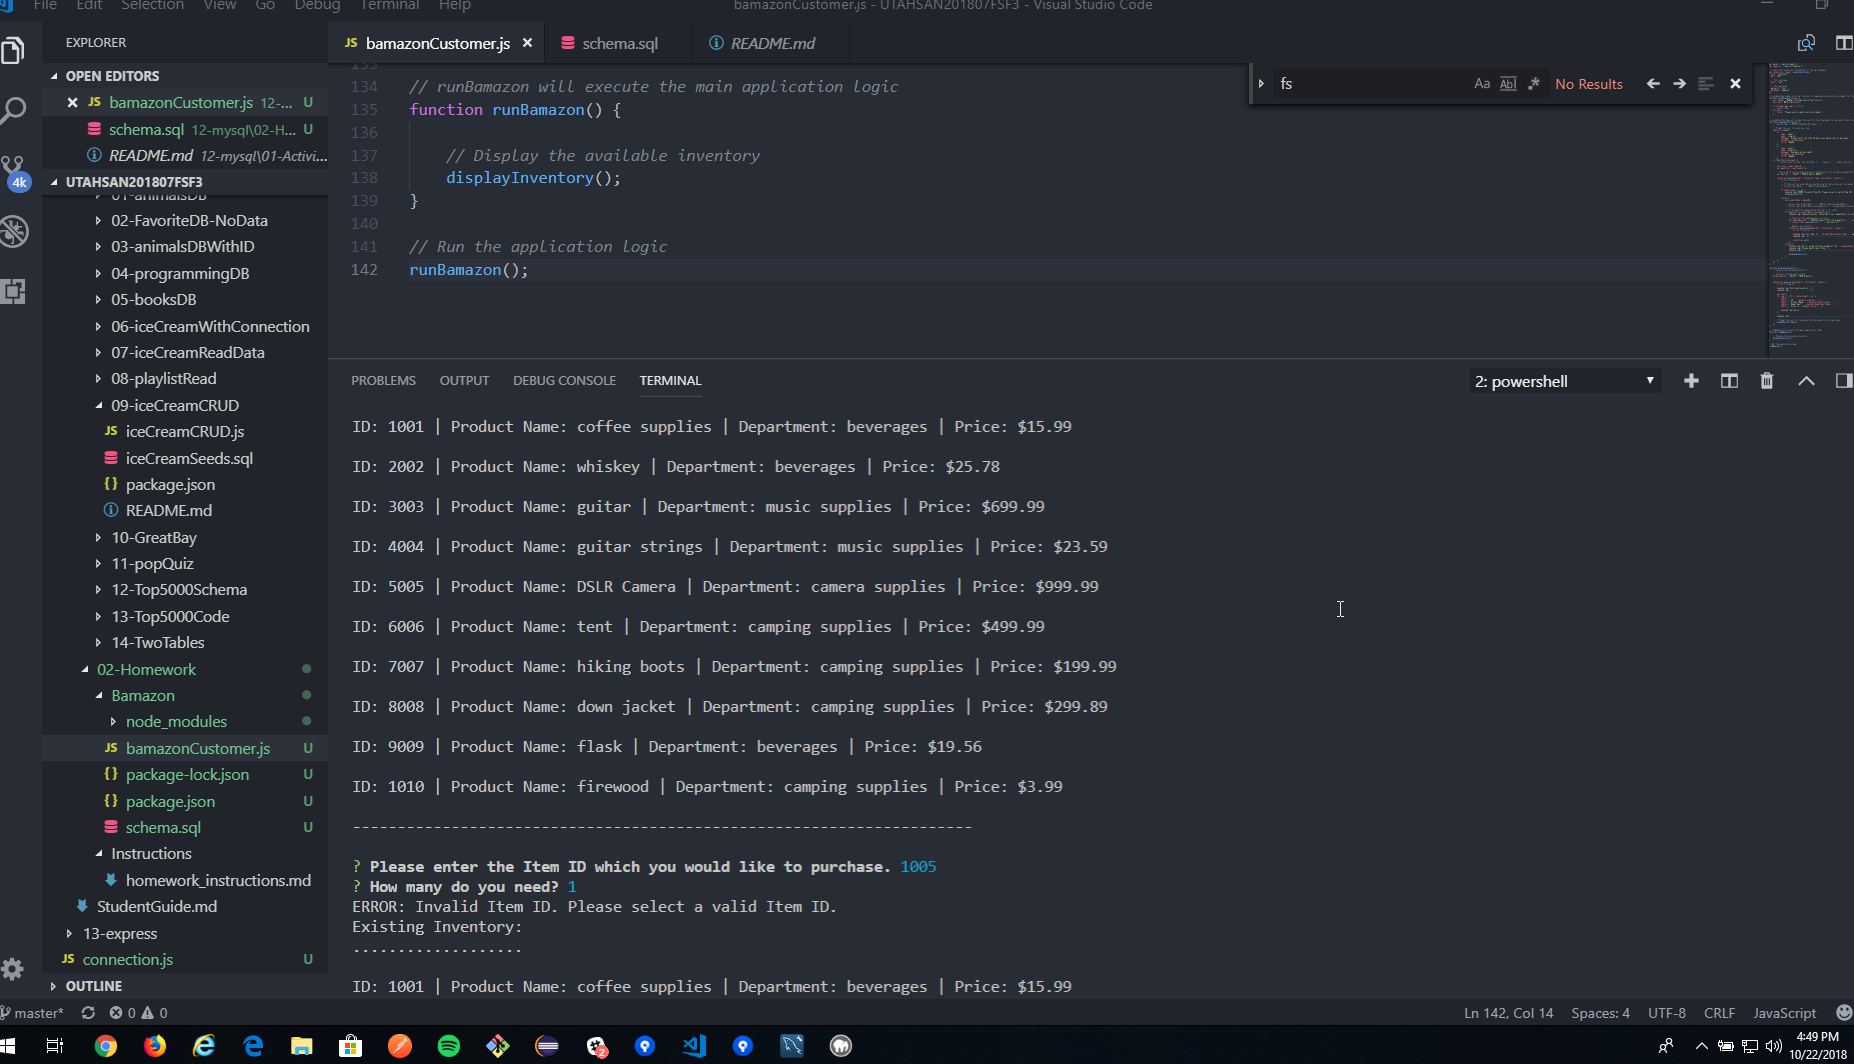 File Edit Selection View Go Debug Terminal Help
bamazonCustomer.js - UTAHSAN201807FSF3 - Visual Studio Code
EXPLORER
OPEN EDITORS
bamazonCustomer.js 12-... U
schema.sql 12-mysql\02-H... U
README.md 12-mysql\01-Activi...
UTAHSAN201807FSF3
01-animalsDB
02-FavoriteDB-NoData
03-animalsDBWithID
04-programmingDB
05-booksDB
06-iceCreamWithConnection
07-iceCreamReadData
08-playlistRead
09-iceCreamCRUD
JS iceCreamCRUD.js
iceCreamSeeds.sql
{} package.json
README.md
10-GreatBay
11-popQuiz
12-Top5000Schema
13-Top5000Code
14-TwoTables
02-Homework
Bamazon
node_modules
JS bamazonCustomer.js U
{} package-lock.json U
{} package.json U
schema.sql U
Instructions
homework_instructions.md
StudentGuide.md
13-express
JS connection.js U
OUTLINE
4k
JS bamazonCustomer.js
schema.sql
README.md
fs
Aa Abl .* No Results
133
134 // runBamazon will execute the main application logic
135 function runBamazon() {
136
137 // Display the available inventory
138 displayInventory();
139 }
140
141 // Run the application logic
142 runBamazon();
PROBLEMS OUTPUT DEBUG CONSOLE TERMINAL
2: powershell
ID: 1001 | Product Name: coffee supplies | Department: beverages | Price: $15.99
ID: 2002 | Product Name: whiskey | Department: beverages | Price: $25.78
ID: 3003 | Product Name: guitar | Department: music supplies | Price: $699.99
ID: 4004 | Product Name: guitar strings | Department: music supplies | Price: $23.59
ID: 5005 | Product Name: DSLR Camera | Department: camera supplies | Price: $999.99
ID: 6006 | Product Name: tent | Department: camping supplies | Price: $499.99
ID: 7007 | Product Name: hiking boots | Department: camping supplies | Price: $199.99
ID: 8008 | Product Name: down jacket | Department: camping supplies | Price: $299.89
ID: 9009 | Product Name: flask | Department: beverages | Price: $19.56
ID: 1010 | Product Name: firewood | Department: camping supplies | Price: $3.99
---------------------------------------------------------------------
? Please enter the Item ID which you would like to purchase. 1005
? How many do you need? 1
ERROR: Invalid Item ID. Please select a valid Item ID.
Existing Inventory:
...................
ID: 1001 | Product Name: coffee supplies | Department: beverages | Price: $15.99
master* 0 0
Ln 142, Col 14 Spaces: 4 UTF-8 CRLF JavaScript
2
4:49 PM
10/22/2018